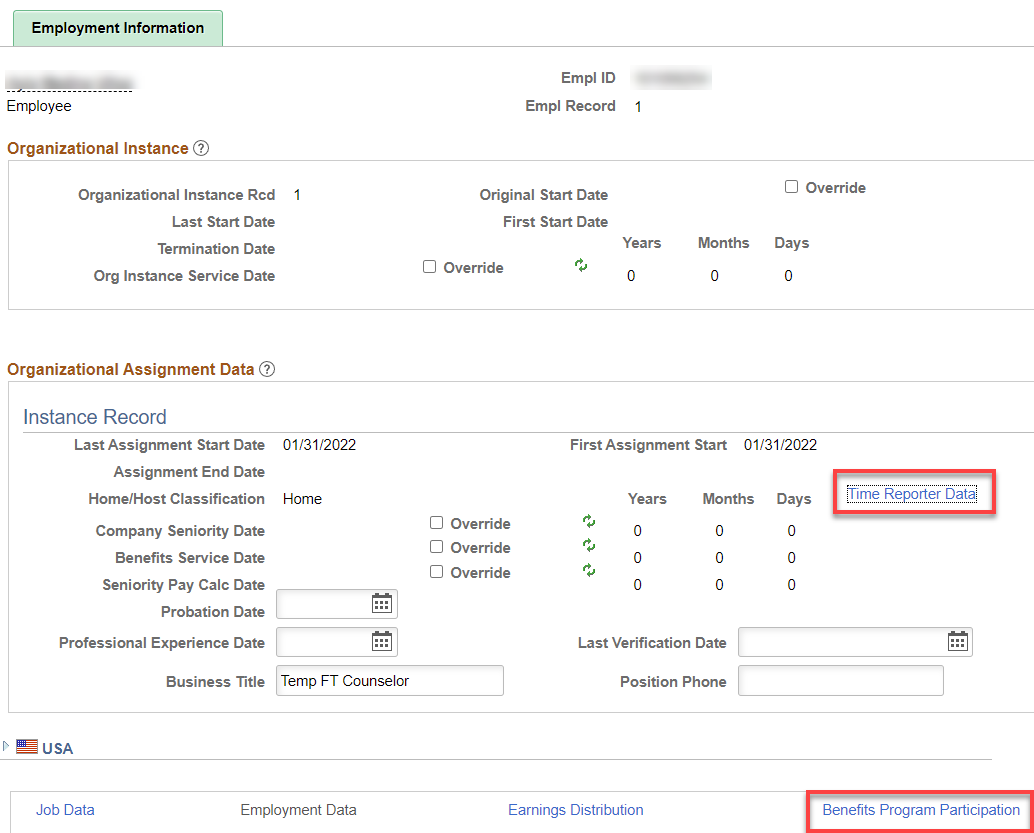 Employment Information
Empl ID
Employee
Empl Record 1
Organizational Instance ?
Organizational Instance Rcd 1 Original Start Date Override
Last Start Date First Start Date
Termination Date Years Months Days
Org Instance Service Date Override 0 0 0
Organizational Assignment Data ?
Instance Record
Last Assignment Start Date 01/31/2022 First Assignment Start 01/31/2022
Assignment End Date
Home/Host Classification Home Years Months Days Time Reporter Data
Company Seniority Date Override 0 0 0
Benefits Service Date Override 0 0 0
Seniority Pay Calc Date Override 0 0 0
Probation Date
Professional Experience Date Last Verification Date
Business Title Temp FT Counselor Position Phone
USA
Job Data Employment Data Earnings Distribution Benefits Program Participation